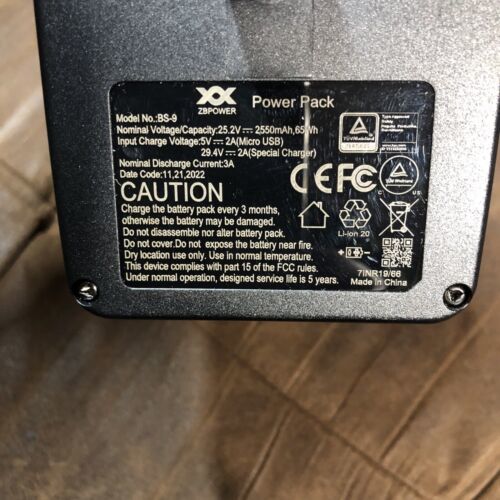 ZBPOWER
Power Pack
Model No.:BS-9
Nominal Voltage/Capacity:25.2V⎓2550mAh,65Wh
Input Charge Voltage:5V⎓2A(Micro USB)
29.4V⎓2A(Special Charger)
Nominal Discharge Current:3A
Date Code:11,21,2022
CAUTION
Charge the battery pack every 3 months,
otherwise the battery may be damaged.
Do not disassemble nor alter battery pack.
Do not cover.Do not expose the battery near fire.
Dry location use only. Use in normal temperature.
This device complies with part 15 of the FCC rules.
Under normal operation, designed service life is 5 years.
TÜVRheinland
CE FC
C US
Li-ion 20
7INR19/66
Made in China